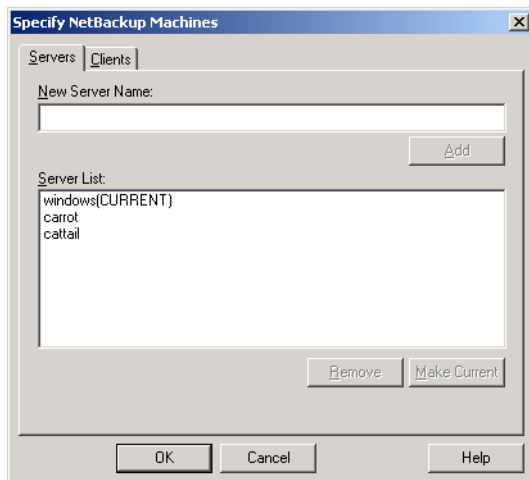 Specify NetBackup Machines
Servers Clients
New Server Name:
Add
Server List:
windows(CURRENT)
carrot
cattail
Remove Make Current
OK Cancel Help